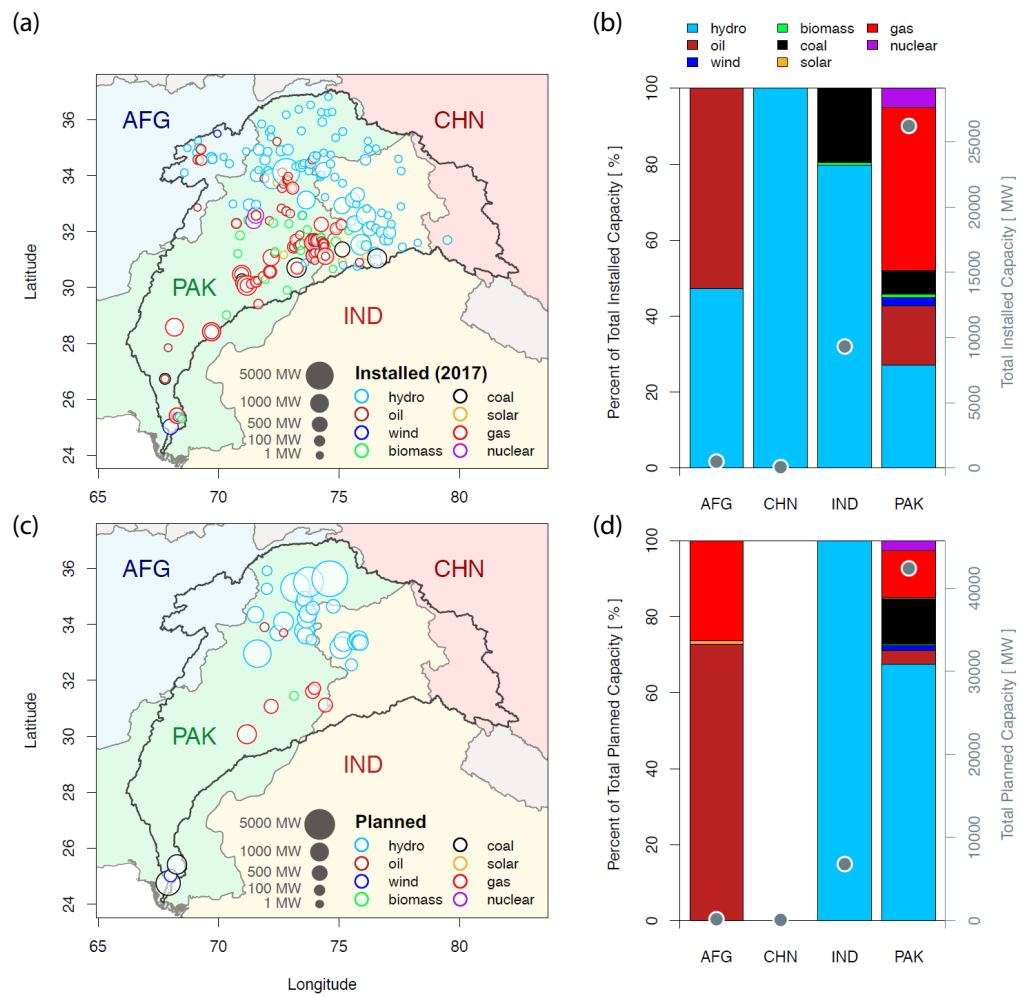 (a)
AFG
CHN
PAK
IND
36
34
32
30
28
26
24
Latitude
65 70 75 80
5000 MW
1000 MW
500 MW
100 MW
1 MW
Installed (2017)
hydro coal
oil solar
wind gas
biomass nuclear
(b)
hydro biomass gas
oil coal nuclear
wind solar
100
80
60
40
20
0
Percent of Total Installed Capacity [ % ]
25000
20000
15000
10000
5000
0
Total Installed Capacity [ MW ]
AFG CHN IND PAK
(c)
AFG
CHN
PAK
IND
36
34
32
30
28
26
24
Latitude
65 70 75 80
Longitude
5000 MW
1000 MW
500 MW
100 MW
1 MW
Planned
hydro coal
oil solar
wind gas
biomass nuclear
(d)
100
80
60
40
20
0
Percent of Total Planned Capacity [ % ]
40000
30000
20000
10000
0
Total Planned Capacity [ MW ]
AFG CHN IND PAK